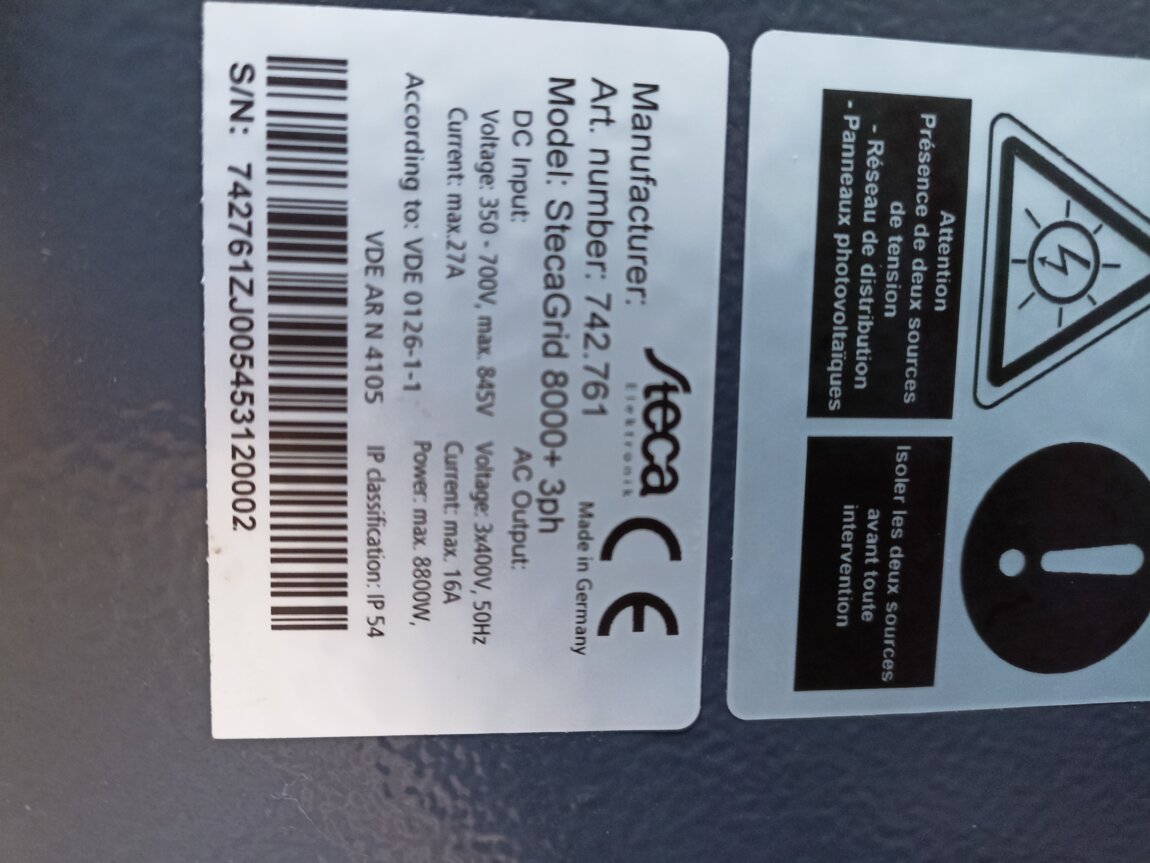 Attention
Présence de deux sources
de tension
- Réseau de distribution
- Panneaux photovoltaïques
Isoler les deux sources
avant toute
intervention
Manufacturer: Steca CE
Elektronik
Art. number: 742.761 Made in Germany
Model: StecaGrid 8000+ 3ph
DC Input: AC Output:
Voltage: 350 - 700V, max. 845V Voltage: 3x400V, 50Hz
Current: max.27A Current: max. 16A
Power: max. 8800W,
According to: VDE 0126-1-1
VDE AR N 4105 IP classification: IP 54
S/N: 742761ZJ005453120002